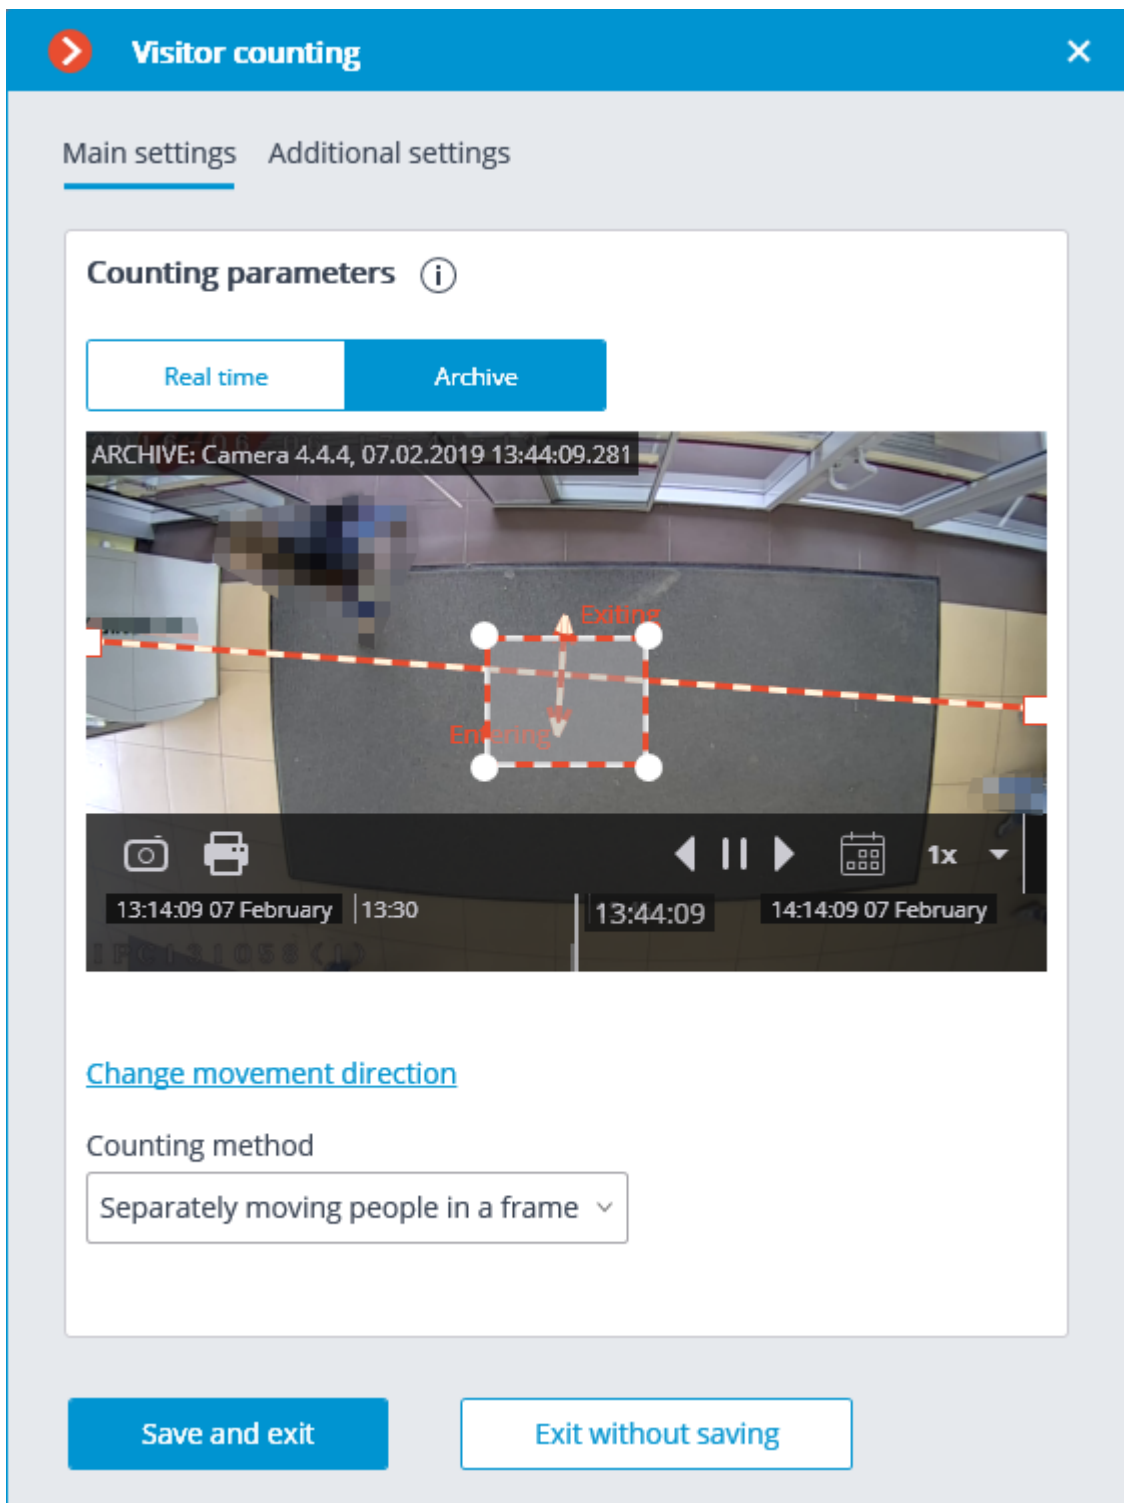 Visitor counting
Main settings Additional settings
Counting parameters
Real time Archive
ARCHIVE: Camera 4.4.4, 07.02.2019 13:44:09.281
Exiting
Entering
1x
13:14:09 07 February 13:30 13:44:09 14:14:09 07 February
Change movement direction
Counting method
Separately moving people in a frame
Save and exit Exit without saving